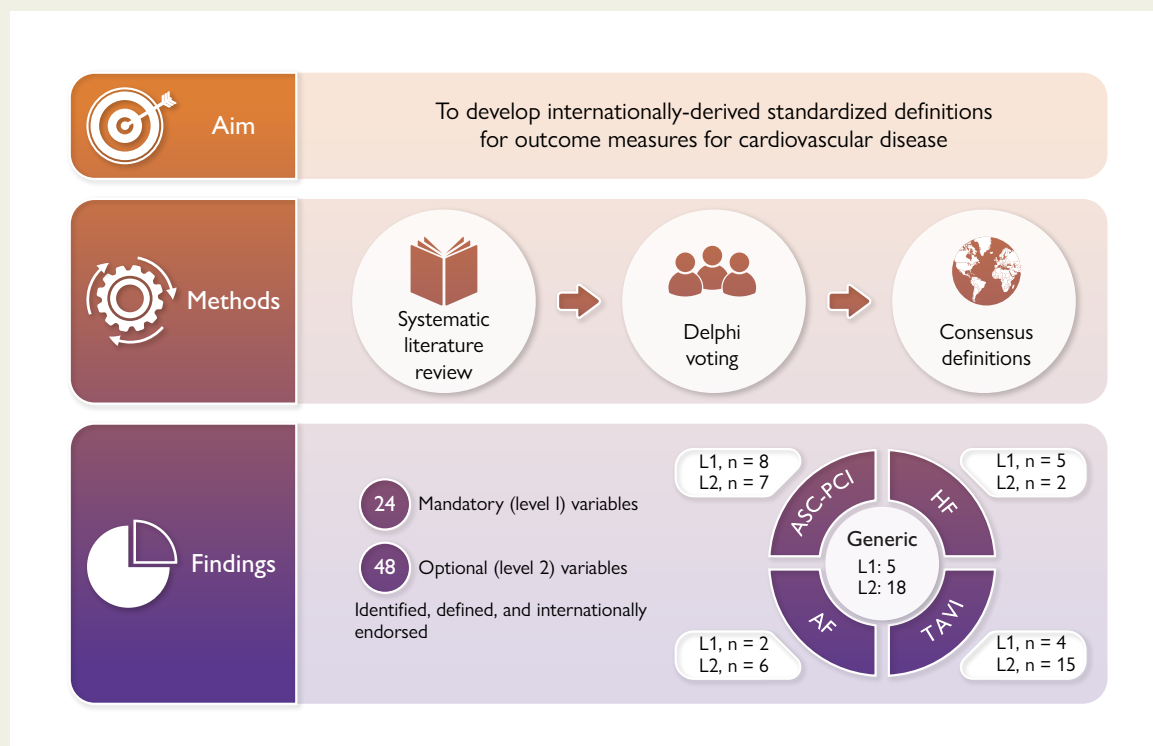 Aim
To develop internationally-derived standardized definitions
for outcome measures for cardiovascular disease
Methods
Systematic
literature
review
Delphi
voting
Consensus
definitions
Findings
24 Mandatory (level I) variables
48 Optional (level 2) variables
Identified, defined, and internationally
endorsed
L1, n = 8
L2, n = 7
ASC-PCI
L1, n = 5
L2, n = 2
HF
Generic
L1: 5
L2: 18
AF
L1, n = 2
L2, n = 6
TAVI
L1, n = 4
L2, n = 15